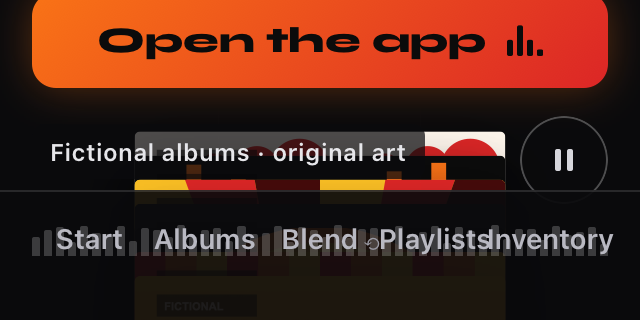 Open the app
Fictional albums · original art
Start Albums Blend Playlists Inventory
FICTIONAL